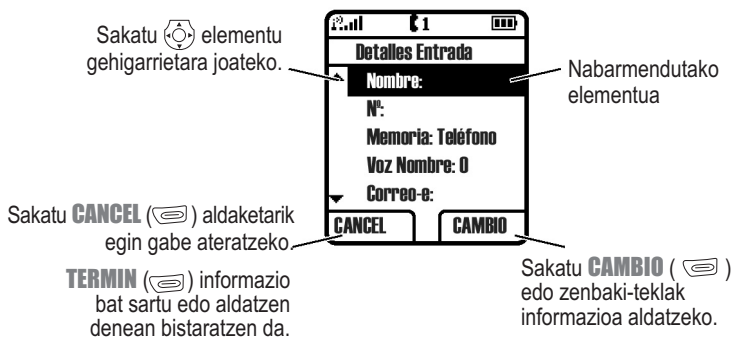 Sakatu elementu
gehigarrietara joateko.
1
Detalles Entrada
Nombre:
Nº:
Memoria: Teléfono
Voz Nombre: 0
Correo-e:
CANCEL CAMBIO
Nabarmendutako
elementua
Sakatu CANCEL ( ) aldaketarik
egin gabe ateratzeko.
TERMIN ( ) informazio
bat sartu edo aldatzen
denean bistaratzen da.
Sakatu CAMBIO ( )
edo zenbaki-teklak
informazioa aldatzeko.